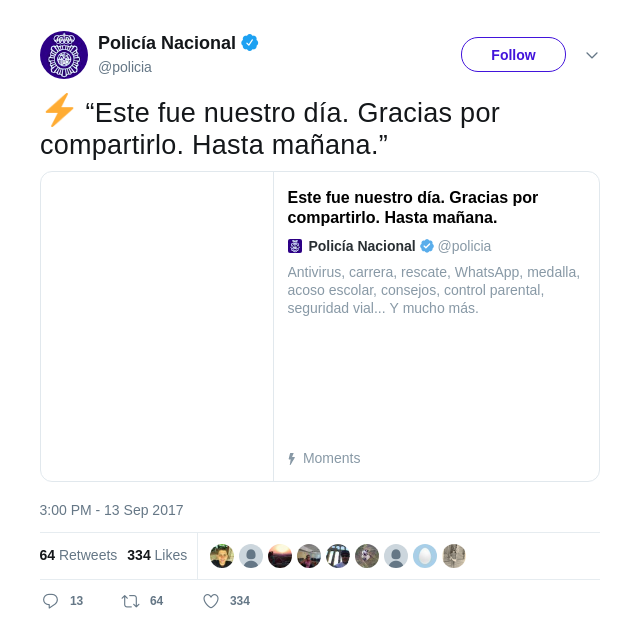 Policía Nacional
@policia
Follow
⚡ “Este fue nuestro día. Gracias por
compartirlo. Hasta mañana.”
Este fue nuestro día. Gracias por
compartirlo. Hasta mañana.
Policía Nacional @policia
Antivirus, carrera, rescate, WhatsApp, medalla,
acoso escolar, consejos, control parental,
seguridad vial... Y mucho más.
Moments
3:00 PM - 13 Sep 2017
64 Retweets 334 Likes
13 64 334